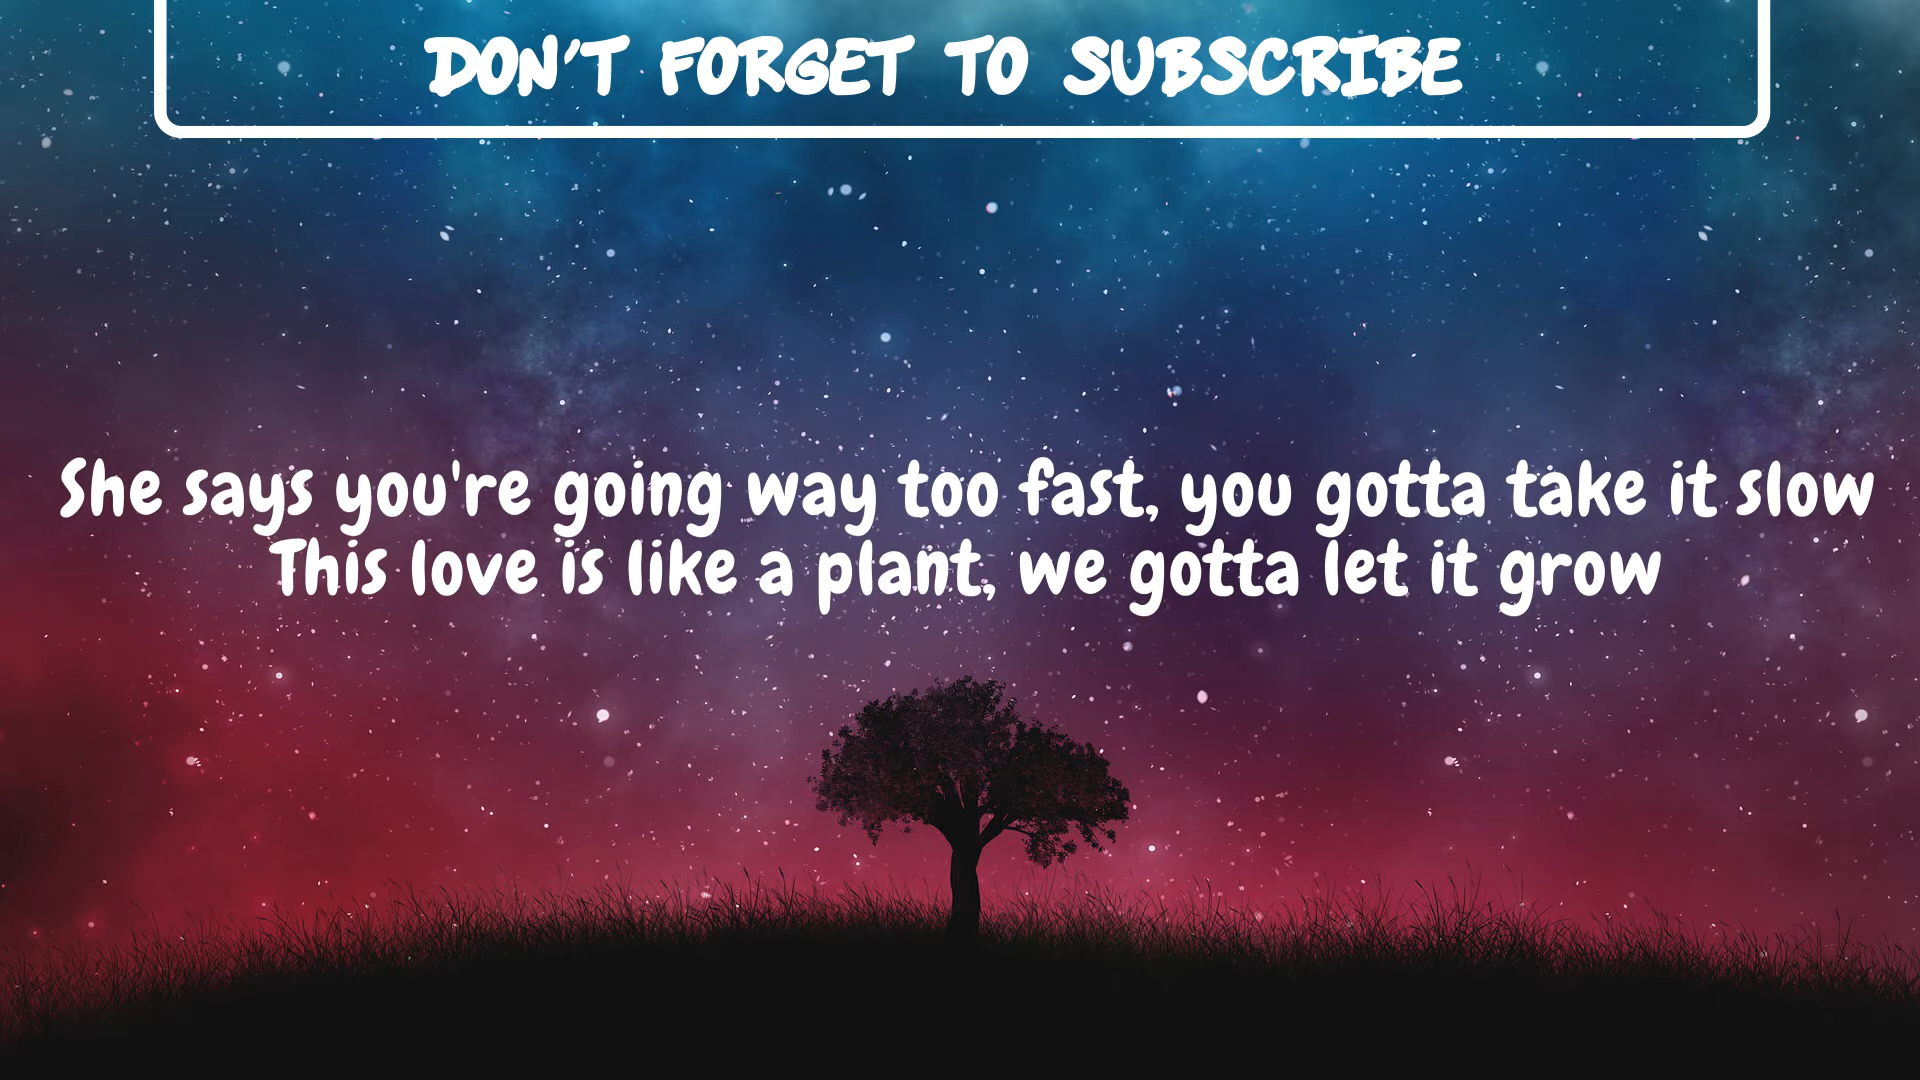 DON'T FORGET TO SUBSCRIBE
She says you're going way too fast, you gotta take it slow
This love is like a plant, we gotta let it grow